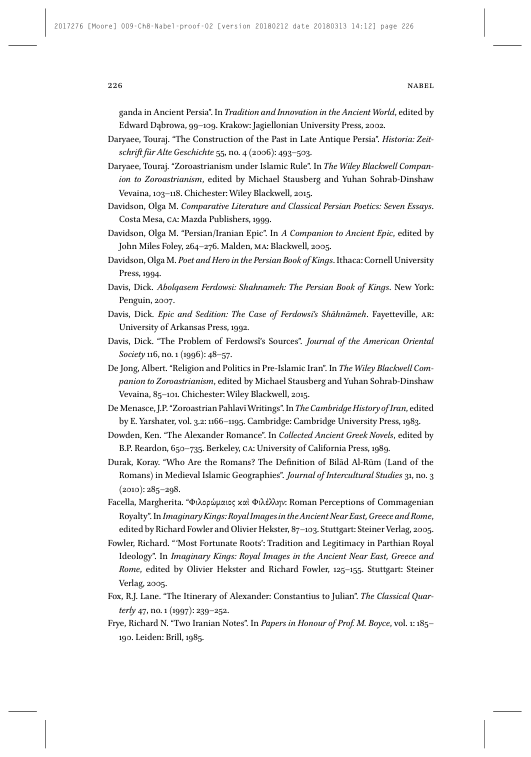 2017276 [Moore] 009-Ch8-Nabel-proof-02 [version 20180212 date 20180313 14:12] page 226
226 NABEL
ganda in Ancient Persia”. In Tradition and Innovation in the Ancient World, edited by
Edward Dąbrowa, 99–109. Krakow: Jagiellonian University Press, 2002.
Daryaee, Touraj. “The Construction of the Past in Late Antique Persia”. Historia: Zeit-
schrift für Alte Geschichte 55, no. 4 (2006): 493–503.
Daryaee, Touraj. “Zoroastrianism under Islamic Rule”. In The Wiley Blackwell Compan-
ion to Zoroastrianism, edited by Michael Stausberg and Yuhan Sohrab-Dinshaw
Vevaina, 103–118. Chichester: Wiley Blackwell, 2015.
Davidson, Olga M. Comparative Literature and Classical Persian Poetics: Seven Essays.
Costa Mesa, CA: Mazda Publishers, 1999.
Davidson, Olga M. “Persian/Iranian Epic”. In A Companion to Ancient Epic, edited by
John Miles Foley, 264–276. Malden, MA: Blackwell, 2005.
Davidson, Olga M. Poet and Hero in the Persian Book of Kings. Ithaca: Cornell University
Press, 1994.
Davis, Dick. Abolqasem Ferdowsi: Shahnameh: The Persian Book of Kings. New York:
Penguin, 2007.
Davis, Dick. Epic and Sedition: The Case of Ferdowsi’s Shāhnāmeh. Fayetteville, AR:
University of Arkansas Press, 1992.
Davis, Dick. “The Problem of Ferdowsî’s Sources”. Journal of the American Oriental
Society 116, no. 1 (1996): 48–57.
De Jong, Albert. “Religion and Politics in Pre-Islamic Iran”. In The Wiley Blackwell Com-
panion to Zoroastrianism, edited by Michael Stausberg and Yuhan Sohrab-Dinshaw
Vevaina, 85–101. Chichester: Wiley Blackwell, 2015.
De Menasce, J.P. “Zoroastrian Pahlavī Writings”. In The Cambridge History of Iran, edited
by E. Yarshater, vol. 3.2: 1166–1195. Cambridge: Cambridge University Press, 1983.
Dowden, Ken. “The Alexander Romance”. In Collected Ancient Greek Novels, edited by
B.P. Reardon, 650–735. Berkeley, CA: University of California Press, 1989.
Durak, Koray. “Who Are the Romans? The Definition of Bilād Al-Rūm (Land of the
Romans) in Medieval Islamic Geographies”. Journal of Intercultural Studies 31, no. 3
(2010): 285–298.
Facella, Margherita. “Φιλορώμαιος καὶ Φιλέλλην: Roman Perceptions of Commagenian
Royalty”. In Imaginary Kings: Royal Images in the Ancient Near East, Greece and Rome,
edited by Richard Fowler and Olivier Hekster, 87–103. Stuttgart: Steiner Verlag, 2005.
Fowler, Richard. “‘Most Fortunate Roots’: Tradition and Legitimacy in Parthian Royal
Ideology”. In Imaginary Kings: Royal Images in the Ancient Near East, Greece and
Rome, edited by Olivier Hekster and Richard Fowler, 125–155. Stuttgart: Steiner
Verlag, 2005.
Fox, R.J. Lane. “The Itinerary of Alexander: Constantius to Julian”. The Classical Quar-
terly 47, no. 1 (1997): 239–252.
Frye, Richard N. “Two Iranian Notes”. In Papers in Honour of Prof. M. Boyce, vol. 1: 185–
190. Leiden: Brill, 1985.